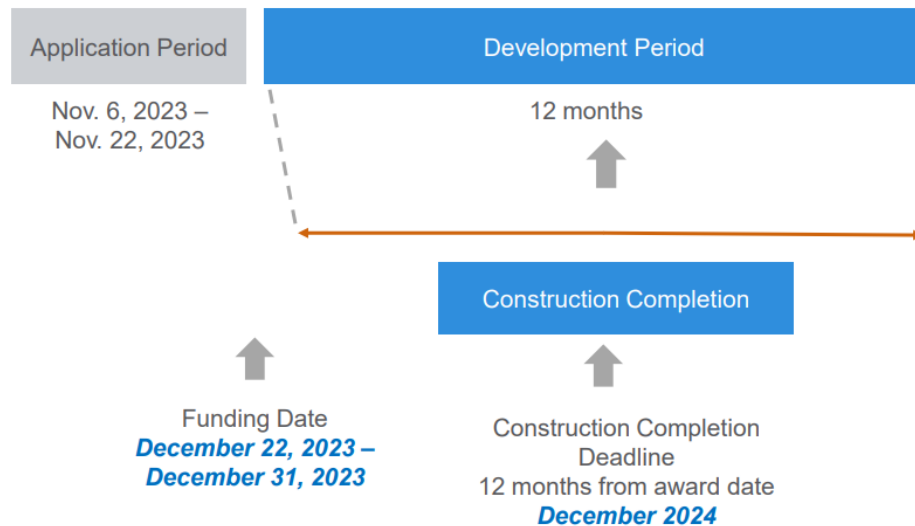 Application Period
Development Period
Nov. 6, 2023 –
Nov. 22, 2023
12 months
Construction Completion
Funding Date
December 22, 2023 –
December 31, 2023
Construction Completion
Deadline
12 months from award date
December 2024